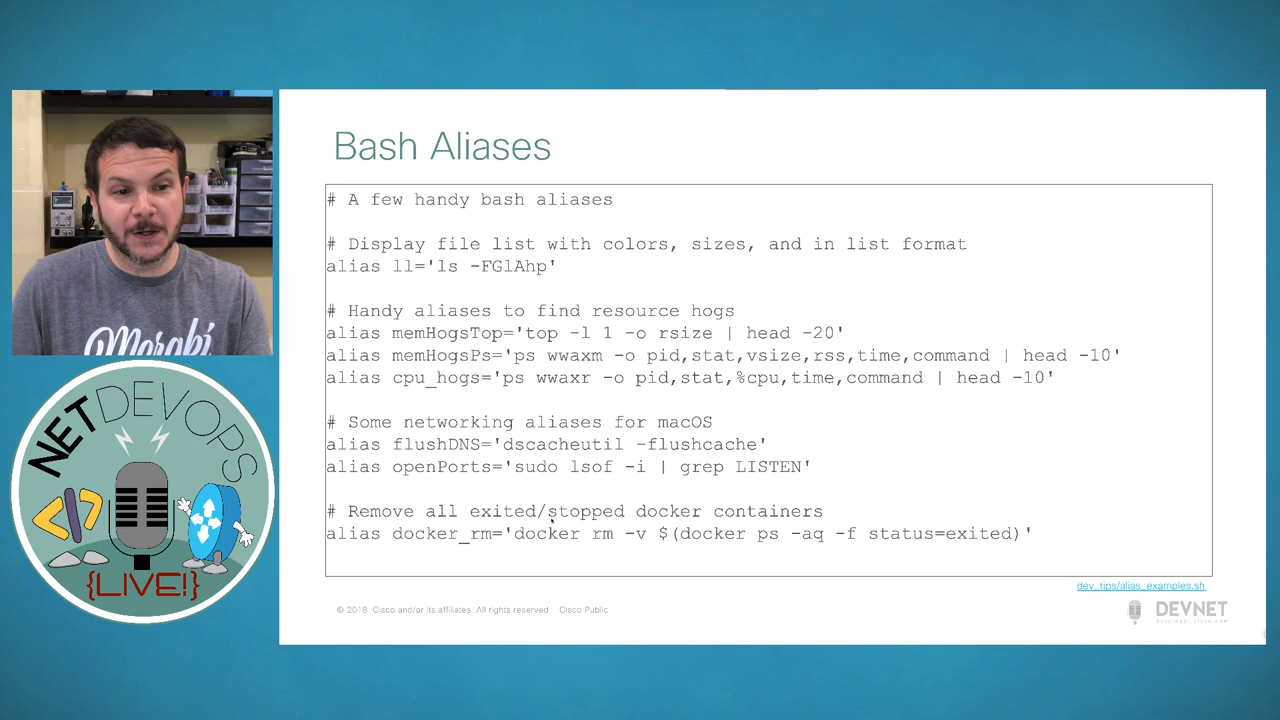 Bash Aliases
# A few handy bash aliases
# Display file list with colors, sizes, and in list format
alias ll='ls -FGlAhp'
# Handy aliases to find resource hogs
alias memHogsTop='top -l 1 -o rsize | head -20'
alias memHogsPs='ps wwaxm -o pid,stat,vsize,rss,time,command | head -10'
alias cpu_hogs='ps wwaxr -o pid,stat,%cpu,time,command | head -10'
# Some networking aliases for macOS
alias flushDNS='dscacheutil -flushcache'
alias openPorts='sudo lsof -i | grep LISTEN'
# Remove all exited/stopped docker containers
alias docker_rm='docker rm -v $(docker ps -aq -f status=exited)'
dev_tips/alias_examples.sh
© 2018 Cisco and/or its affiliates. All rights reserved. Cisco Public
DEVNET
developer.cisco.com
Meraki
NETDEVOPS
</>
{LIVE!}